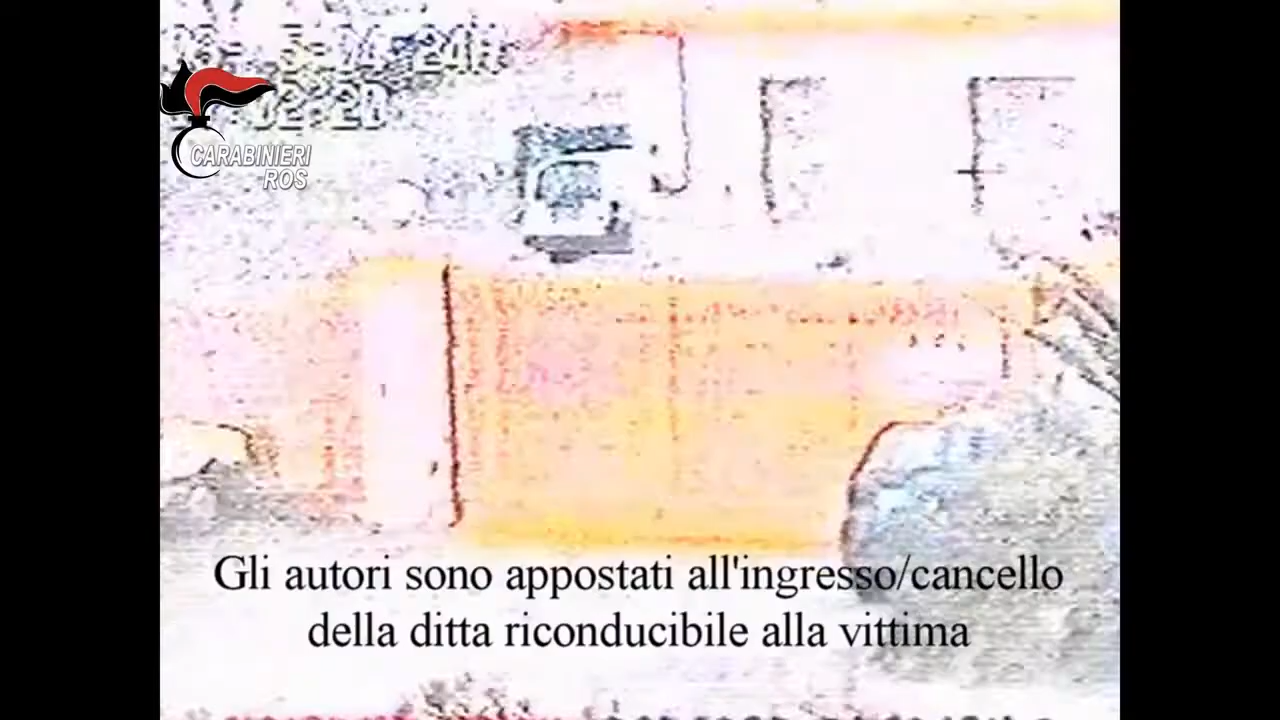 CARABINIERI
ROS
Gli autori sono appostati all'ingresso/cancello
della ditta riconducibile alla vittima